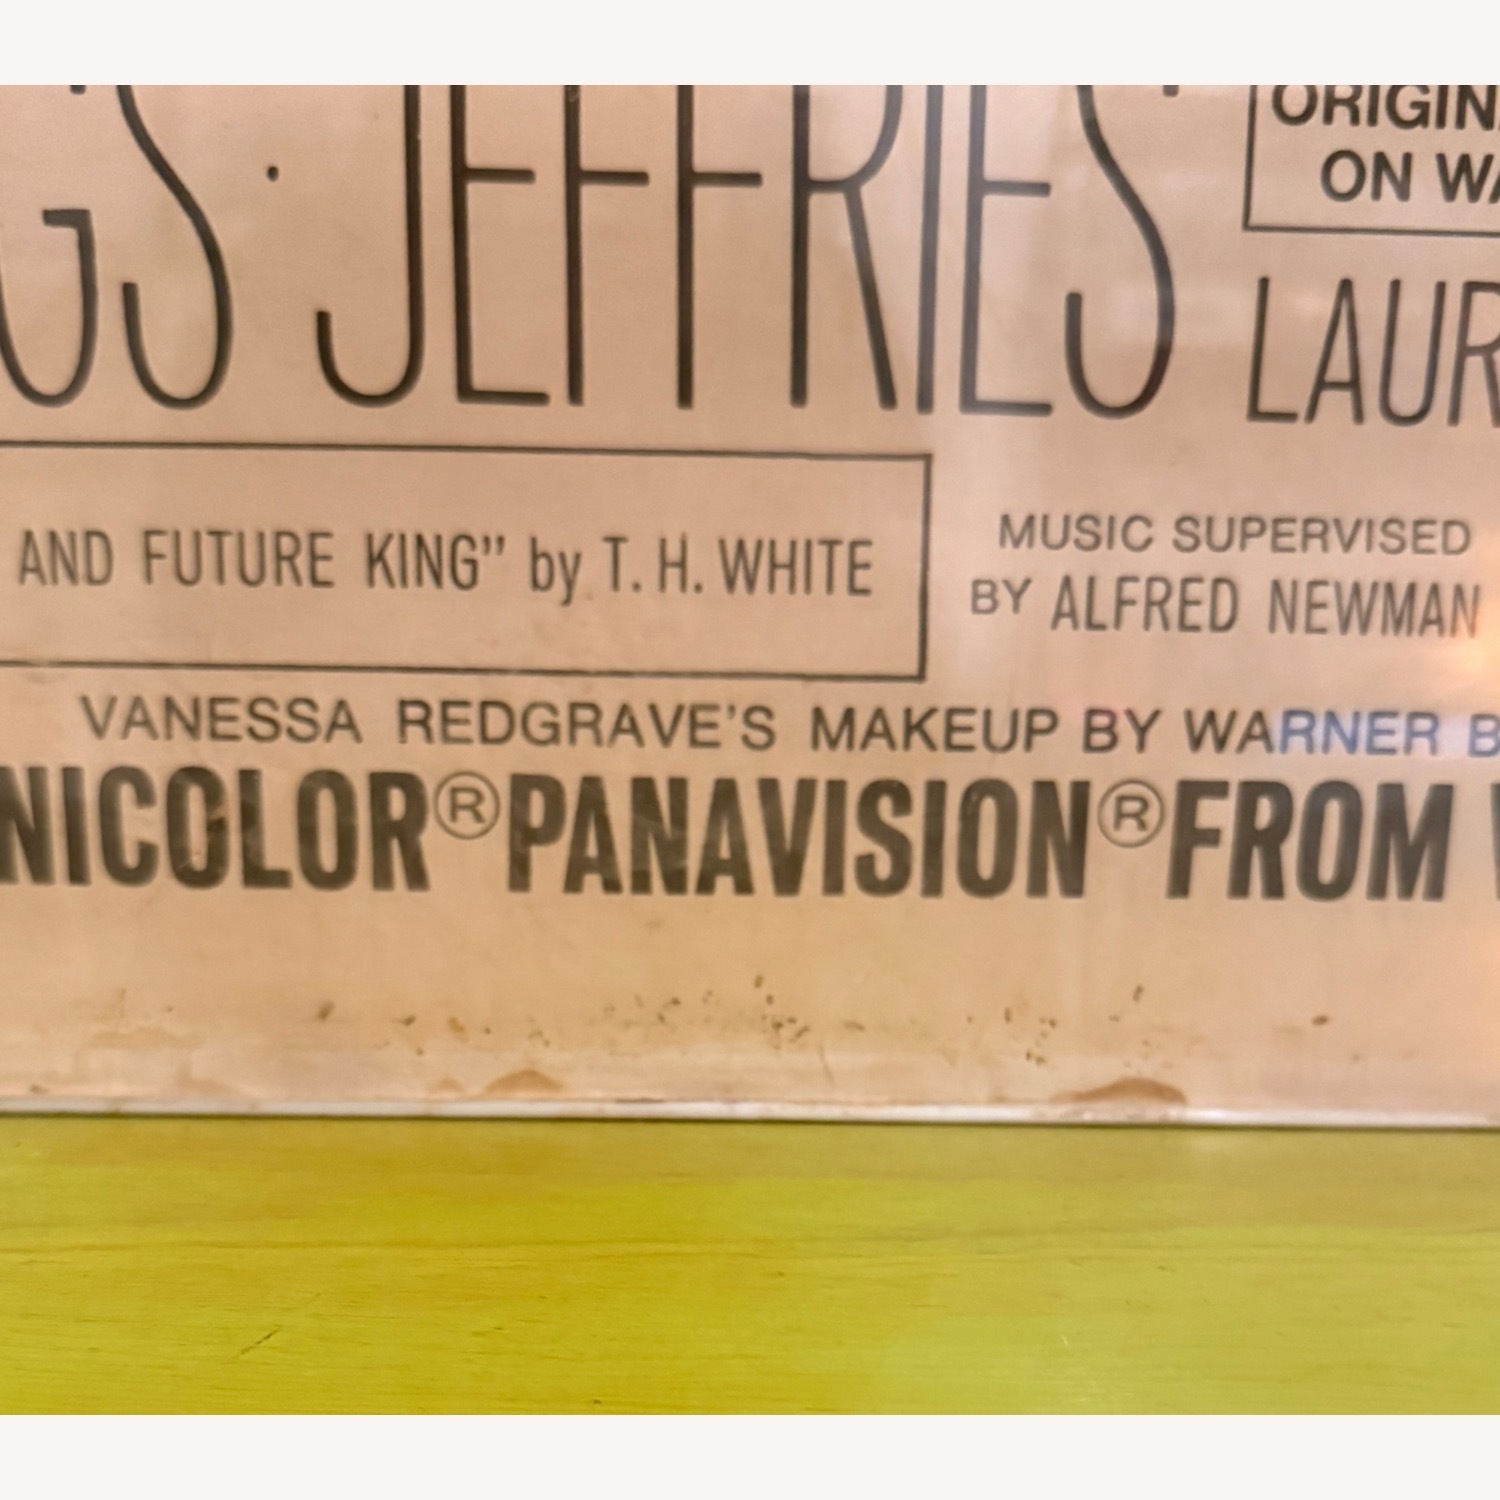 GS · JEFFRIES
ORIGIN
ON WA
LAUR
AND FUTURE KING" by T. H. WHITE
MUSIC SUPERVISED
BY ALFRED NEWMAN
VANESSA REDGRAVE'S MAKEUP BY WARNER B
NICOLOR® PANAVISION® FROM